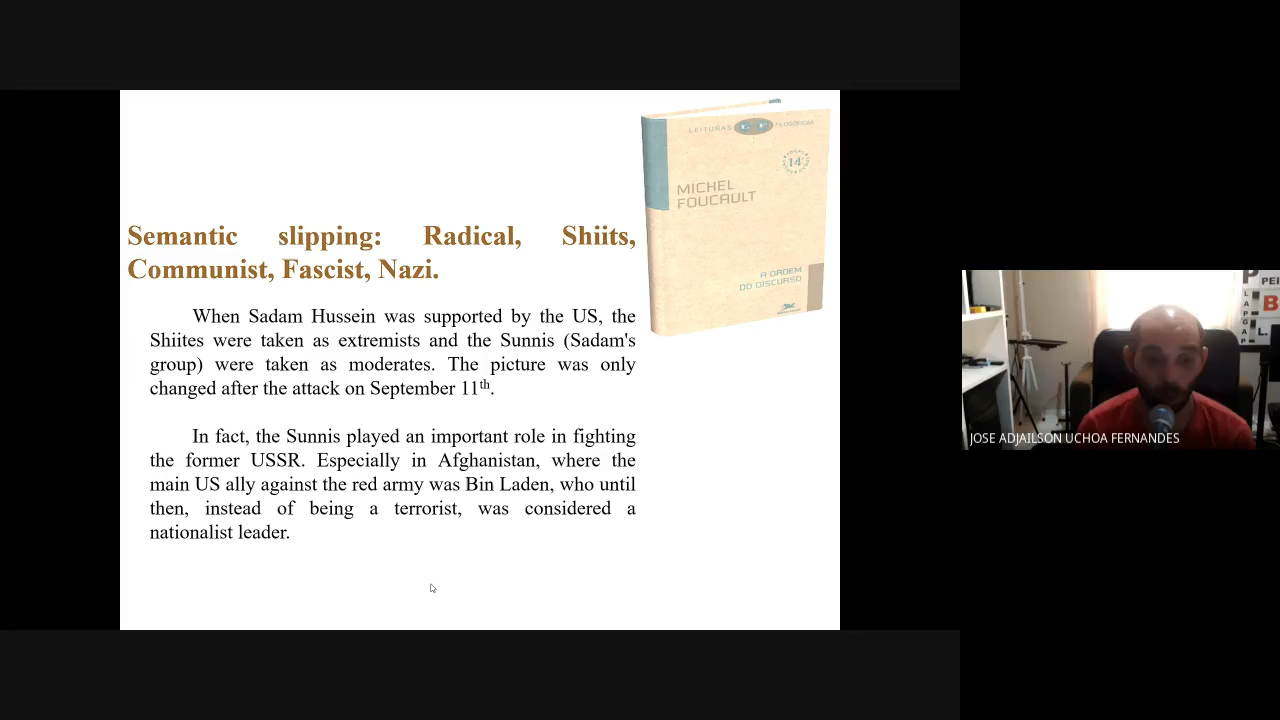 LEITURAS FILOSÓFICAS
14ª
MICHEL
FOUCAULT
A ORDEM
DO DISCURSO
Semantic slipping: Radical, Shiits,
Communist, Fascist, Nazi.
When Sadam Hussein was supported by the US, the
Shiites were taken as extremists and the Sunnis (Sadam's
group) were taken as moderates. The picture was only
changed after the attack on September 11th.
In fact, the Sunnis played an important role in fighting
the former USSR. Especially in Afghanistan, where the
main US ally against the red army was Bin Laden, who until
then, instead of being a terrorist, was considered a
nationalist leader.
JOSE ADJAILSON UCHOA FERNANDES